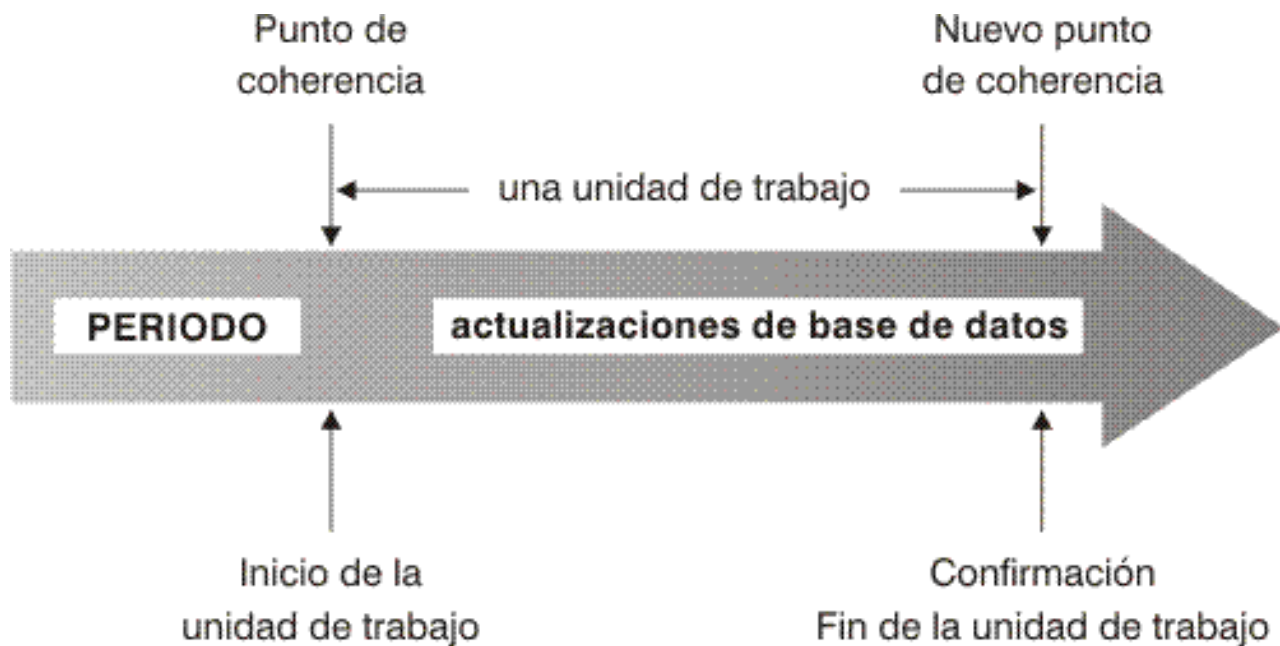 Punto de
coherencia
Nuevo punto
de coherencia
una unidad de trabajo
PERIODO
actualizaciones de base de datos
Inicio de la
unidad de trabajo
Confirmación
Fin de la unidad de trabajo